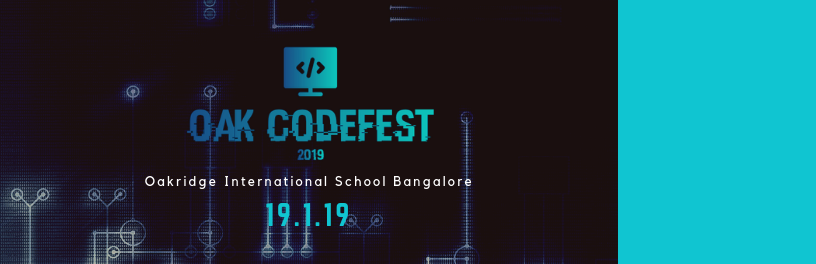 </>
OAK CODEFEST
2019
Oakridge International School Bangalore
19.1.19